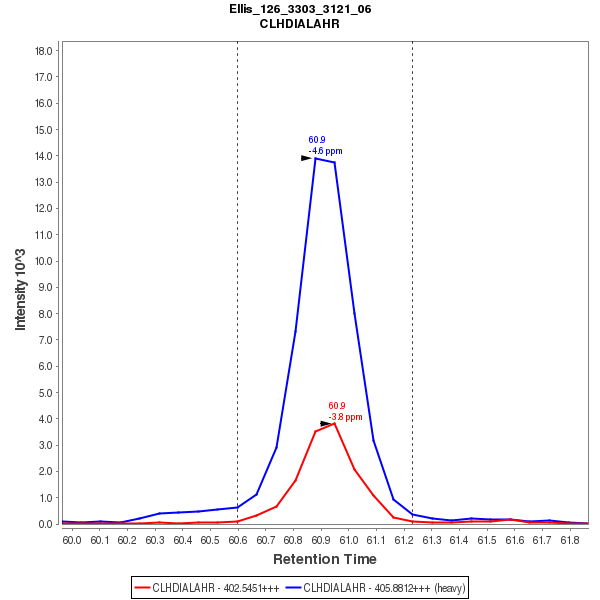 Ellis_126_3303_3121_06
CLHDIALAHR
18.0
17.0
16.0
15.0
14.0
13.0
12.0
11.0
10.0
9.0
8.0
7.0
6.0
5.0
4.0
3.0
2.0
1.0
0.0
Intensity 10^3
60.9
-4.6 ppm
60.9
-3.8 ppm
60.0 60.1 60.2 60.3 60.4 60.5 60.6 60.7 60.8 60.9 61.0 61.1 61.2 61.3 61.4 61.5 61.6 61.7 61.8
Retention Time
CLHDIALAHR - 402.5451+++ CLHDIALAHR - 405.8812+++ (heavy)